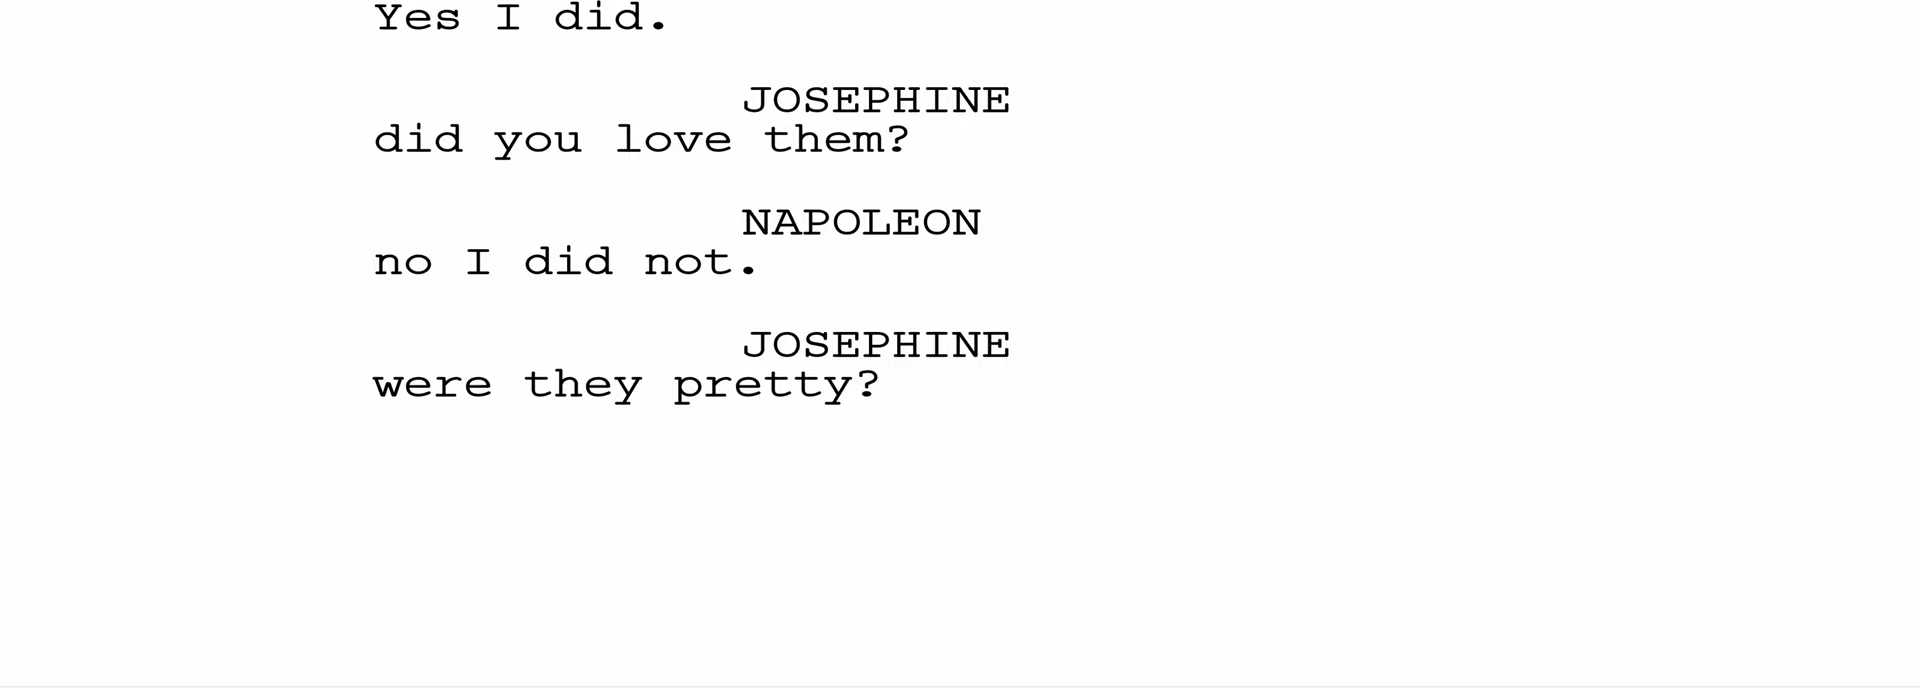 Yes I did.
JOSEPHINE
did you love them?
NAPOLEON
no I did not.
JOSEPHINE
were they pretty?